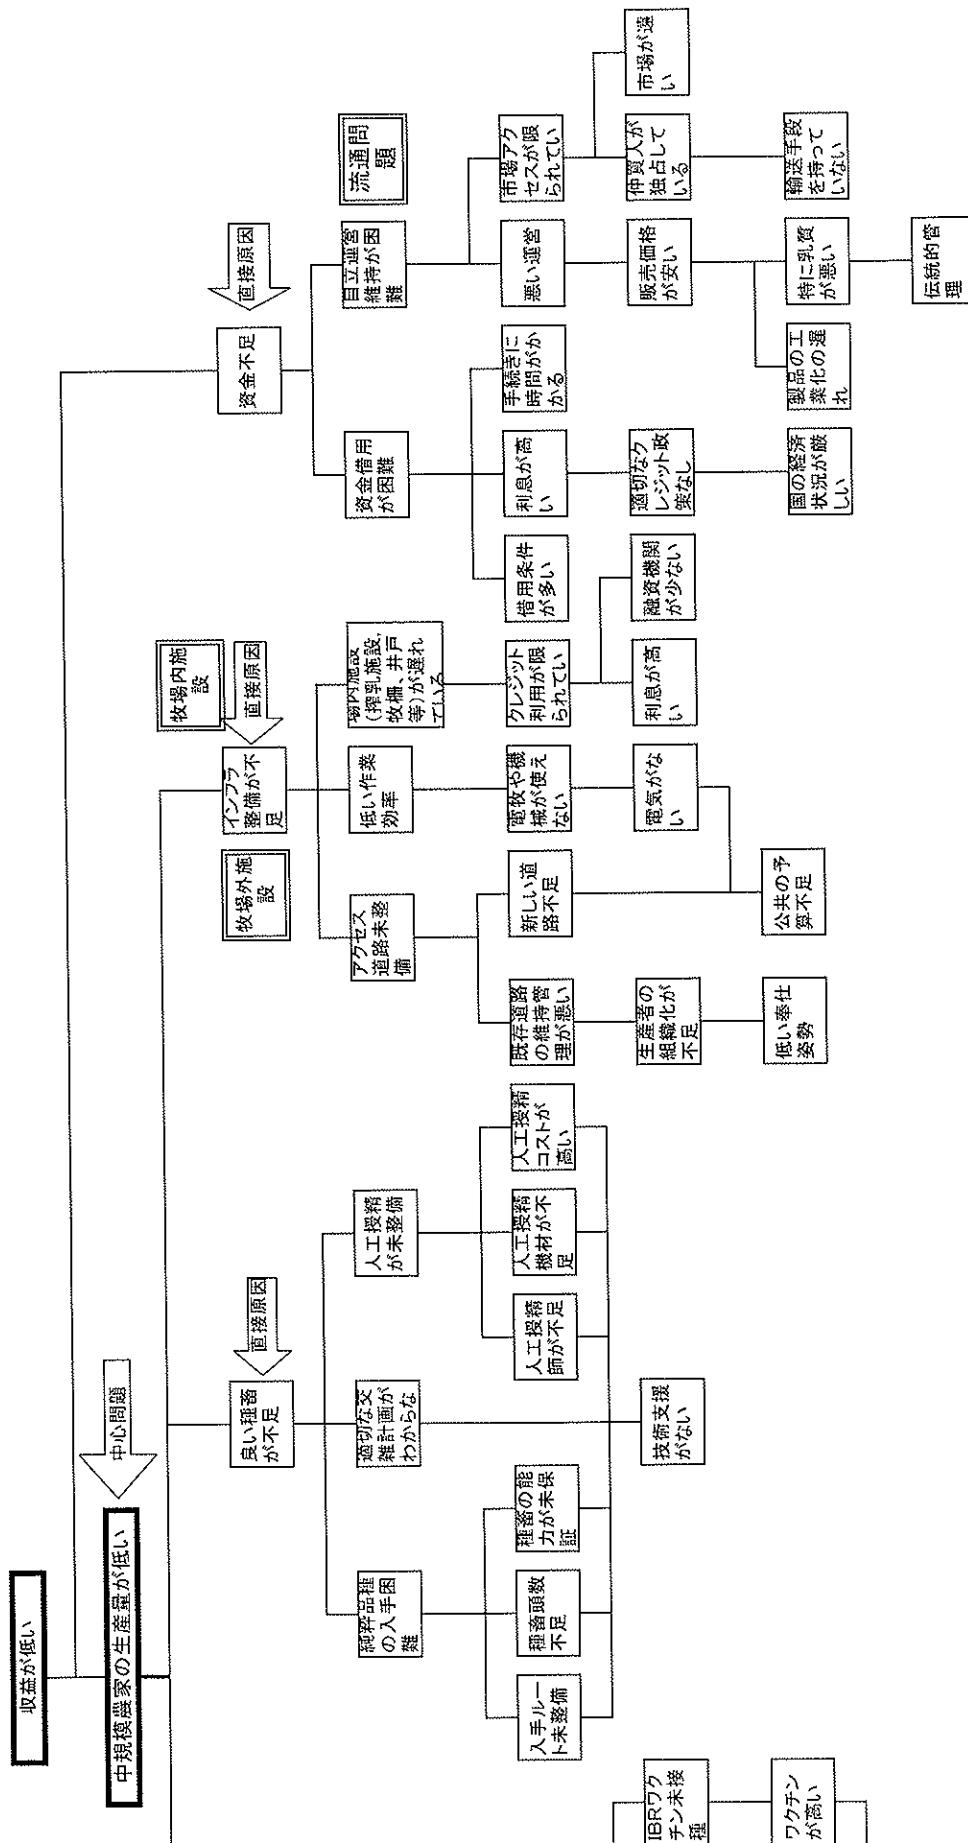 収益が低い
中心問題
中規模農家の生産量が低い
直接原因
良い種畜
が不足
純粋品種
の入手困
難
適切な交
雑計画が
わからな
人工授精
が未整備
入手ルー
ト未整備
種畜頭数
不足
種畜の能
力が未保
証
人工授精
師が不足
人工授精
機材が不
足
人工授精
コストが
高い
技術支援
がない
IBRワク
チン未接
種
ワクチン
が高い
牧場外施
設
牧場内施
設
直接原因
インフラ
整備が不
足
アクセス
道路未整
備
低い作業
効率
場内施設
(搾乳施設、
牧柵、井戸
等)が遅れ
ている
既存道路
の維持管
理が悪い
新しい道
路不足
電牧や機
械が使え
ない
クレジット
利用が限
られてい
生産者の
組織化が
不足
電気がな
い
利息が高
い
融資機関
が少ない
低い奉仕
姿勢
公共の予
算不足
直接原因
資金不足
流通問
題
資金借用
が困難
自立運営
維持が困
難
借用条件
が多い
利息が高
い
手続きに
時間がか
かる
悪い運営
市場アク
セスが限
られてい
適切なク
レジット政
策なし
販売価格
が安い
仲買人が
独占して
いる
市場が遠
い
国の経済
状況が厳
しい
製品の工
業化の遅
れ
特に乳質
が悪い
輸送手段
を持って
いない
伝統的管
理